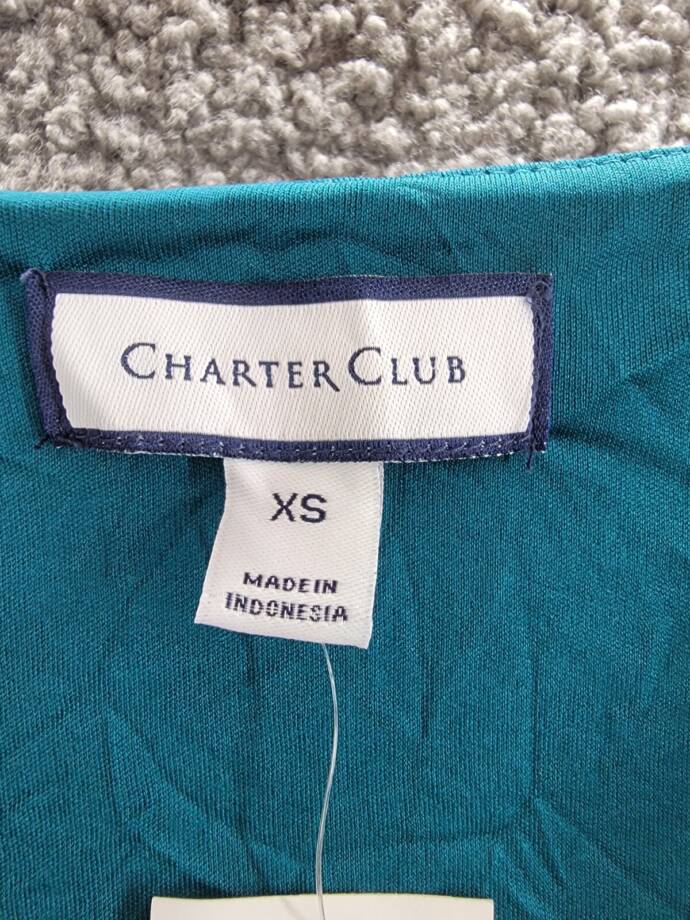 CHARTER CLUB
XS
MADE IN
INDONESIA